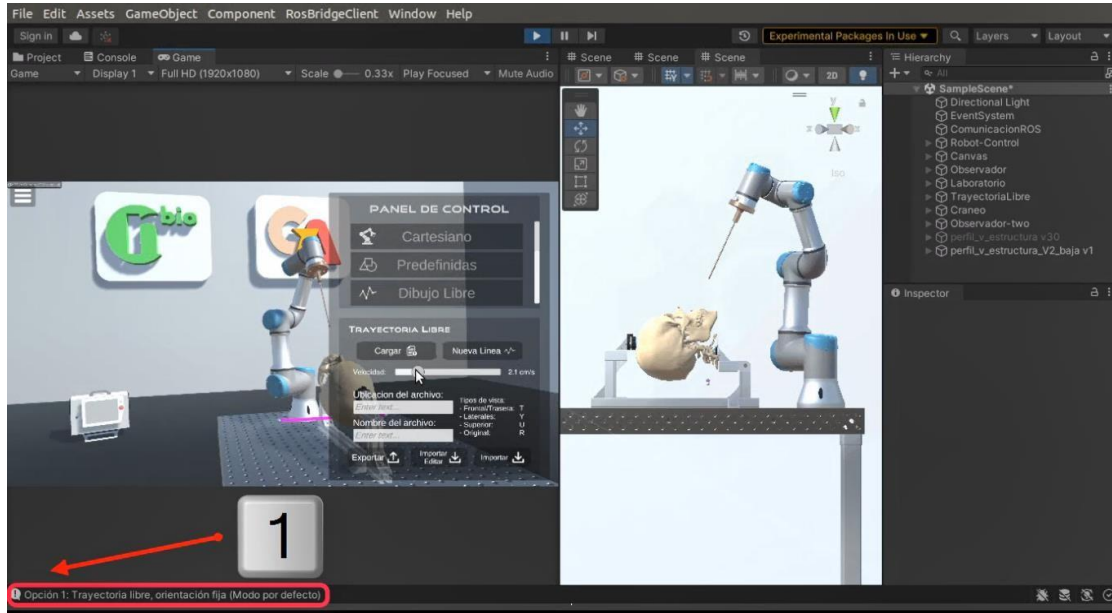 File Edit Assets GameObject Component RosBridgeClient Window Help
Sign in
Experimental Packages In Use
Layers
Layout
Project
Console
Game
Scene
Scene
Scene
Hierarchy
Game
Display 1
Full HD (1920x1080)
Scale
0.33x
Play Focused
Mute Audio
2D
All
SampleScene*
Directional Light
EventSystem
ComunicacionROS
Robot-Control
Canvas
Observador
Laboratorio
TrayectoriaLibre
Craneo
Observador-two
perfil_v_estructura v30
perfil_v_estructura_V2_baja v1
Inspector
y
x
z
Iso
bio
PANEL DE CONTROL
Cartesiano
Predefinidas
Dibujo Libre
TRAYECTORIA LIBRE
Cargar
Nueva Linea
Velocidad:
2.1 cm/s
Ubicacion del archivo:
Enter text...
Nombre del archivo:
Enter text...
Tipos de vista:
- Frontal/Trasera: T
- Laterales: Y
- Superior: U
- Original: R
Exportar
Importar
Editar
Importar
1
Opción 1: Trayectoria libre, orientación fija (Modo por defecto)